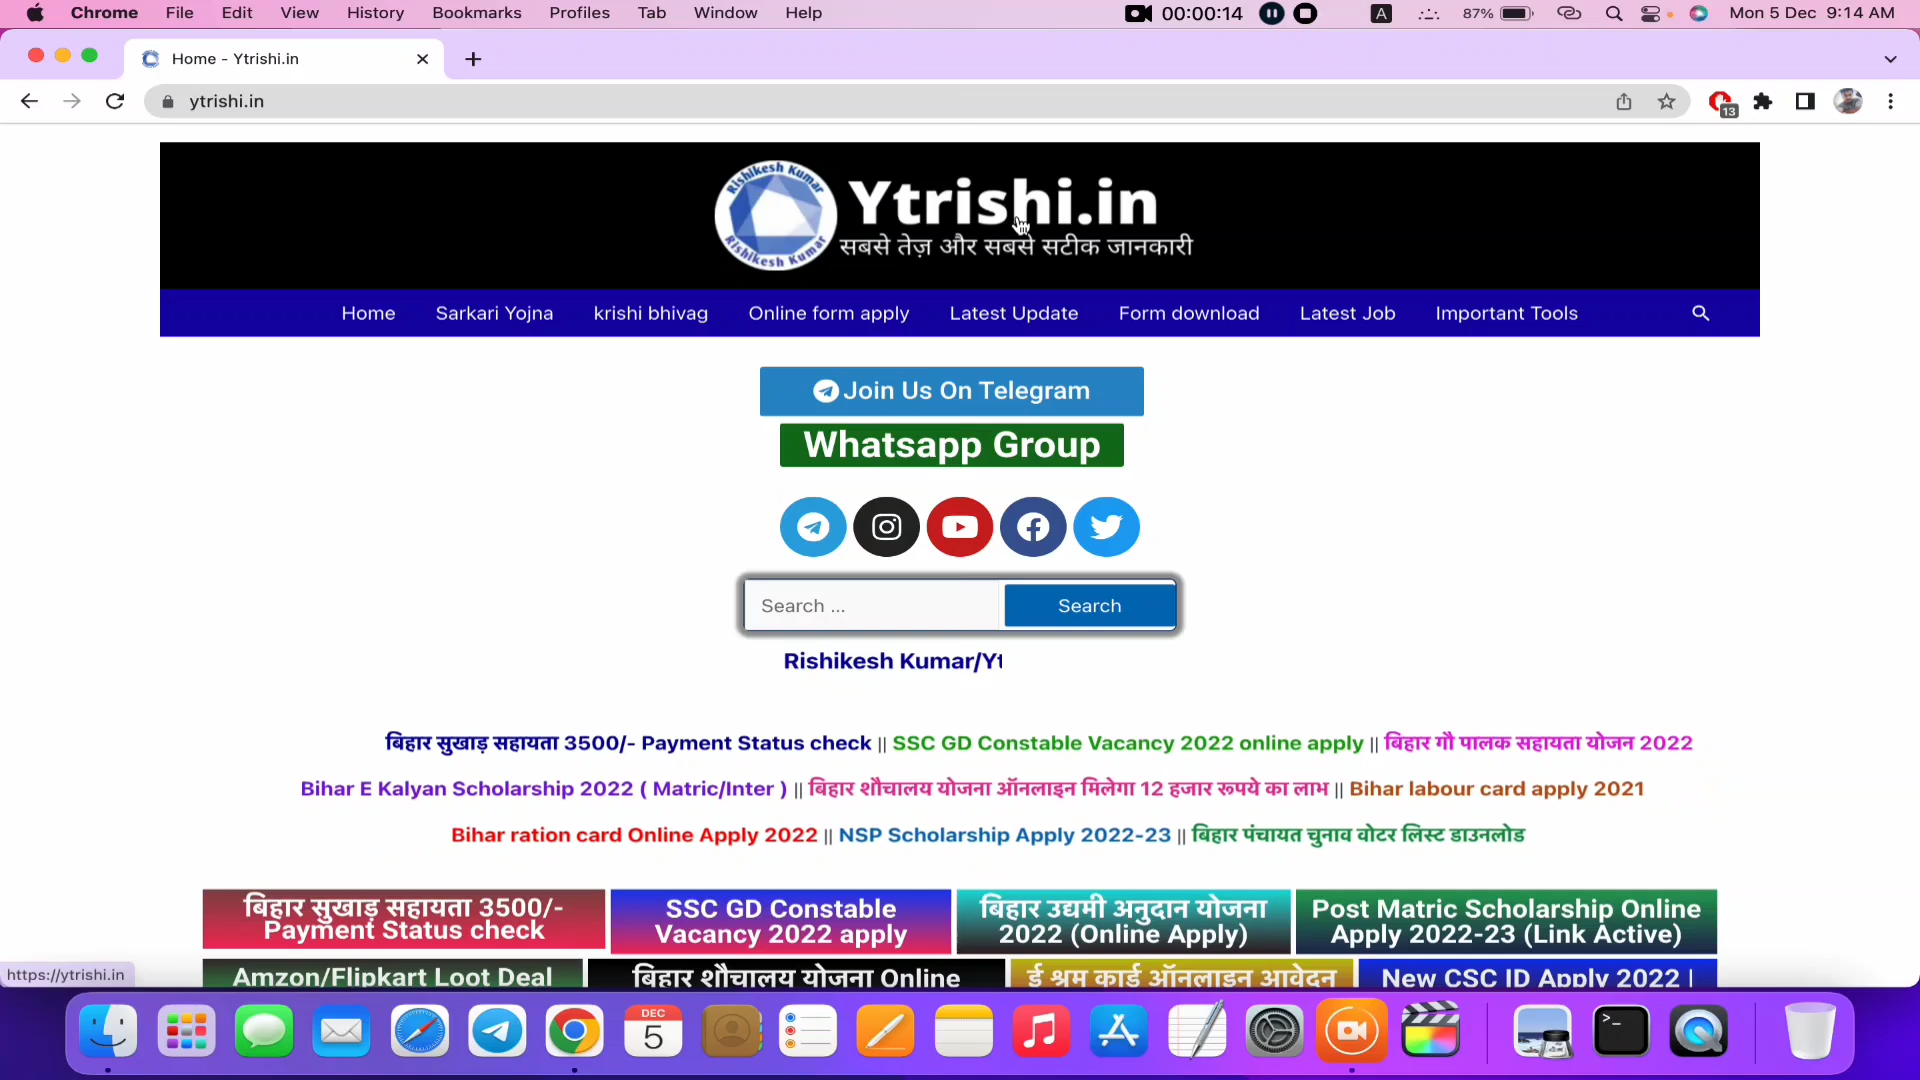 Chrome File Edit View History Bookmarks Profiles Tab Window Help 00:00:14 A 87% Mon 5 Dec 9:14 AM
Home - Ytrishi.in
ytrishi.in
13
Rishikesh Kumar
Rishikesh Kumar
Ytrishi.in
सबसे तेज़ और सबसे सटीक जानकारी
Home Sarkari Yojna krishi bhivag Online form apply Latest Update Form download Latest Job Important Tools
Join Us On Telegram
Whatsapp Group
Search ... Search
Rishikesh Kumar/Yt
बिहार सुखाड़ सहायता 3500/- Payment Status check || SSC GD Constable Vacancy 2022 online apply || बिहार गौ पालक सहायता योजन 2022
Bihar E Kalyan Scholarship 2022 ( Matric/Inter ) || बिहार शौचालय योजना ऑनलाइन मिलेगा 12 हजार रूपये का लाभ || Bihar labour card apply 2021
Bihar ration card Online Apply 2022 || NSP Scholarship Apply 2022-23 || बिहार पंचायत चुनाव वोटर लिस्ट डाउनलोड
बिहार सुखाड़ सहायता 3500/-
Payment Status check
SSC GD Constable
Vacancy 2022 apply
बिहार उद्यमी अनुदान योजना
2022 (Online Apply)
Post Matric Scholarship Online
Apply 2022-23 (Link Active)
Amzon/Flipkart Loot Deal
बिहार शौचालय योजना Online
ई श्रम कार्ड ऑनलाइन आवेदन
New CSC ID Apply 2022 |
https://ytrishi.in
DEC
5